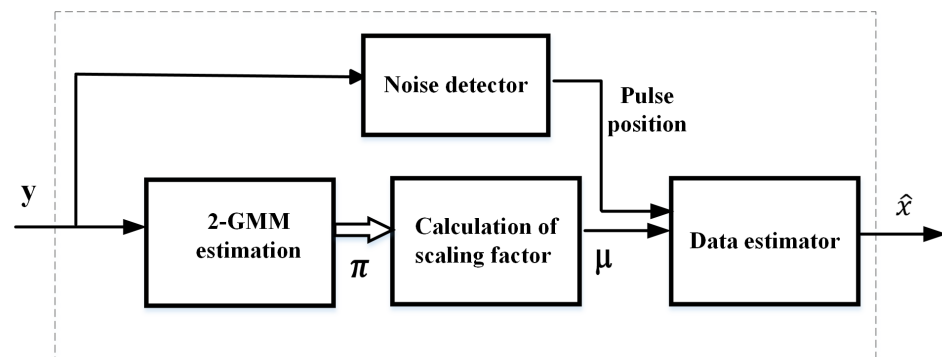 Noise detector
Pulse
position
y
2-GMM
estimation
π
Calculation of
scaling factor
μ
Data estimator
x̂